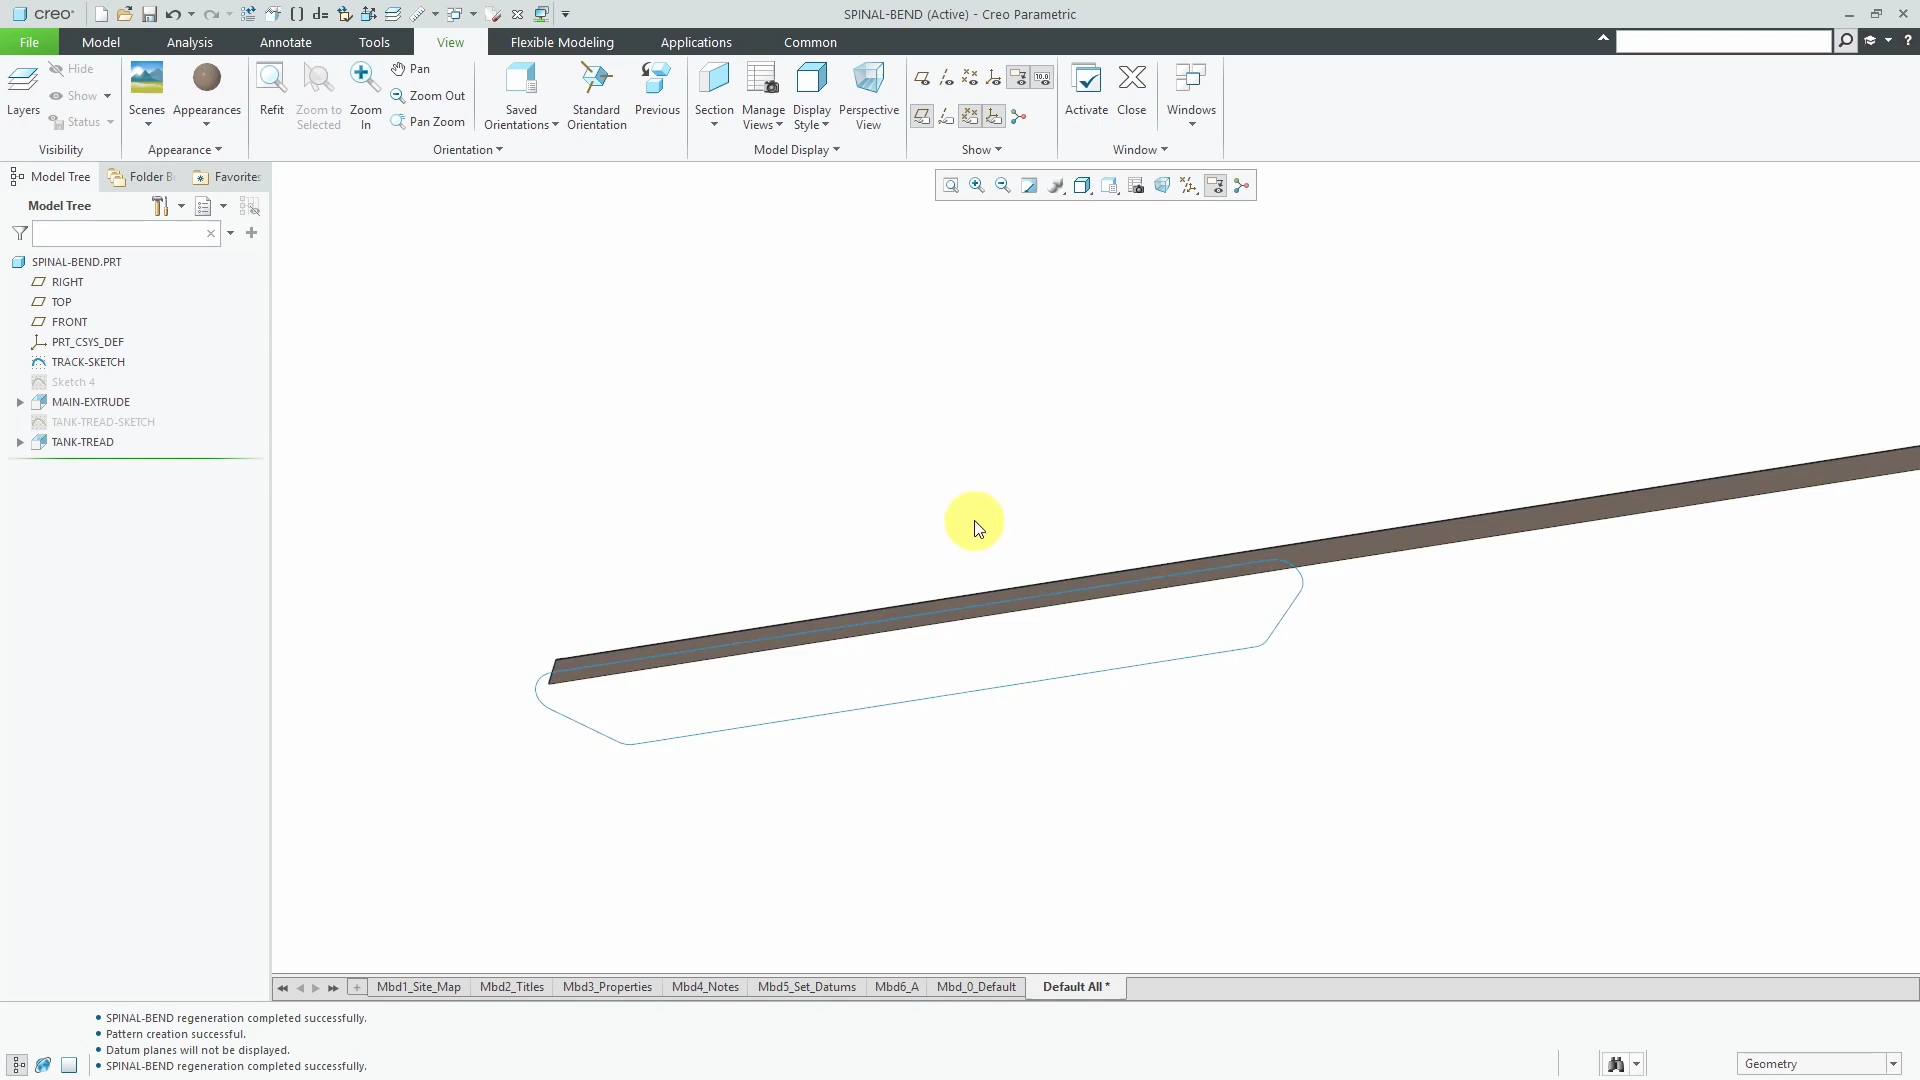 creo®
SPINAL-BEND (Active) - Creo Parametric
File
Model
Analysis
Annotate
Tools
View
Flexible Modeling
Applications
Common
Layers
Hide
Show
Status
Visibility
Scenes
Appearances
Appearance
Refit
Zoom to
Selected
Zoom
In
Pan
Zoom Out
Pan Zoom
Saved
Orientations
Standard
Orientation
Previous
Orientation
Section
Manage
Views
Display
Style
Perspective
View
Model Display
Show
Activate
Close
Windows
Window
Model Tree
Folder B
Favorites
Model Tree
SPINAL-BEND.PRT
RIGHT
TOP
FRONT
PRT_CSYS_DEF
TRACK-SKETCH
Sketch 4
MAIN-EXTRUDE
TANK-TREAD-SKETCH
TANK-TREAD
Mbd1_Site_Map
Mbd2_Titles
Mbd3_Properties
Mbd4_Notes
Mbd5_Set_Datums
Mbd6_A
Mbd_0_Default
Default All *
• SPINAL-BEND regeneration completed successfully.
• Pattern creation successful.
• Datum planes will not be displayed.
• SPINAL-BEND regeneration completed successfully.
Geometry